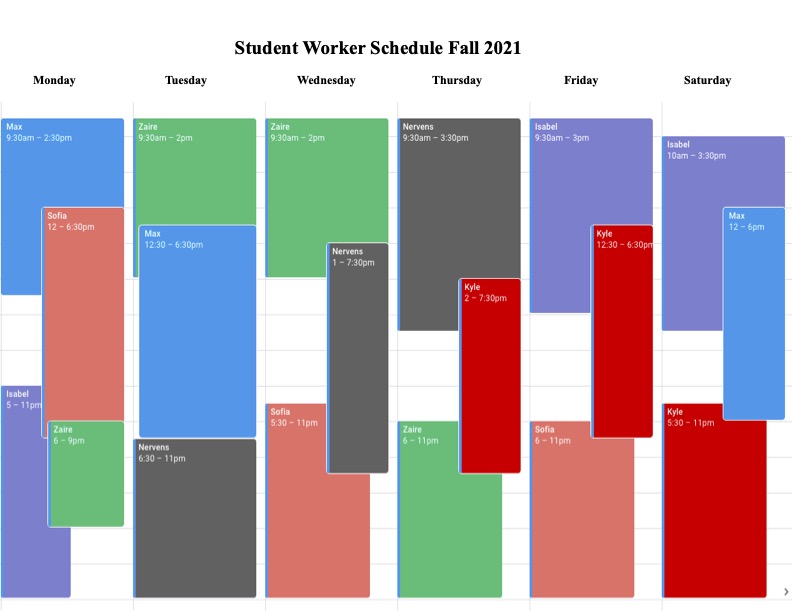 Student Worker Schedule Fall 2021
Monday
Tuesday
Wednesday
Thursday
Friday
Saturday
Max
9:30am – 2:30pm
Sofia
12 – 6:30pm
Isabel
5 – 11pm
Zaire
6 – 9pm
Zaire
9:30am – 2pm
Max
12:30 – 6:30pm
Nervens
6:30 – 11pm
Zaire
9:30am – 2pm
Nervens
1 – 7:30pm
Sofia
5:30 – 11pm
Nervens
9:30am – 3:30pm
Kyle
2 – 7:30pm
Zaire
6 – 11pm
Isabel
9:30am – 3pm
Kyle
12:30 – 6:30pm
Sofia
6 – 11pm
Isabel
10am – 3:30pm
Max
12 – 6pm
Kyle
5:30 – 11pm